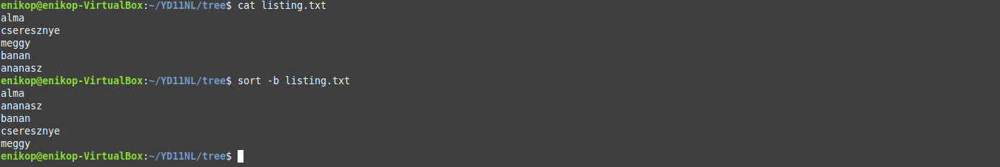 enikop@enikop-VirtualBox:~/YD11NL/tree$ cat listing.txt
alma
cseresznye
meggy
banan
ananasz
enikop@enikop-VirtualBox:~/YD11NL/tree$ sort -b listing.txt
alma
ananasz
banan
cseresznye
meggy
enikop@enikop-VirtualBox:~/YD11NL/tree$